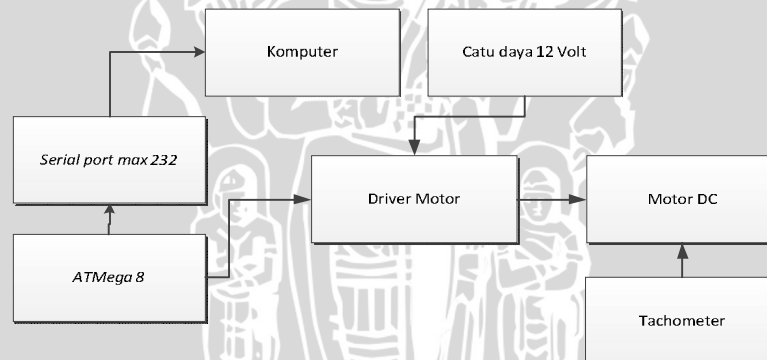 Komputer
Catu daya 12 Volt
Serial port max 232
Driver Motor
Motor DC
ATMega 8
Tachometer